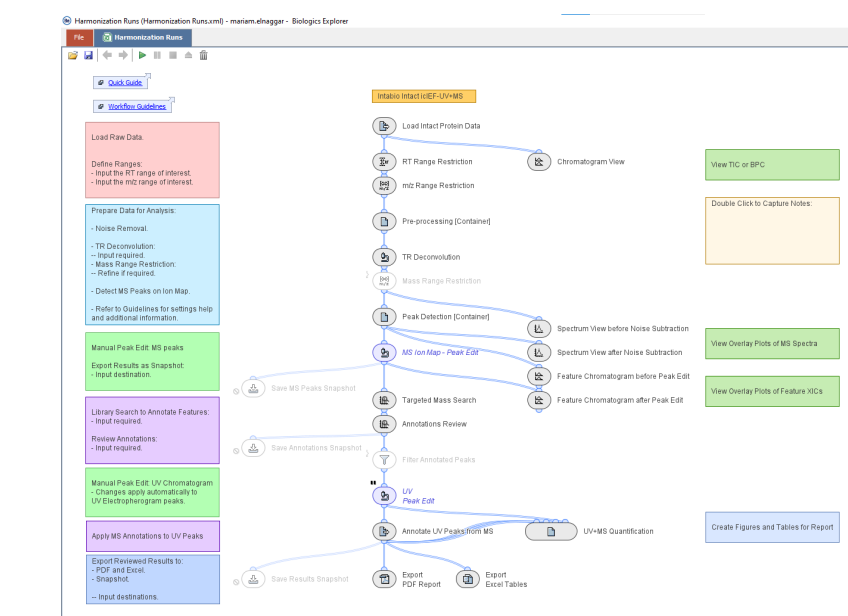 Harmonization Runs (Harmonization Runs.xml) - mariam.elnaggar - Biologics Explorer
File
Harmonization Runs
Quick Guide
Workflow Guidelines
Load Raw Data.
Define Ranges:
- Input the RT range of interest.
- Input the m/z range of interest.
Prepare Data for Analysis:
- Noise Removal.
- TR Deconvolution:
-- Input required.
- Mass Range Restriction:
-- Refine if required.
- Detect MS Peaks on Ion Map.
- Refer to Guidelines for settings help
and additional information.
Manual Peak Edit: MS peaks
Export Results as Snapshot:
- Input destination.
Library Search to Annotate Features:
- Input required.
Review Annotations:
- Input required.
Manual Peak Edit: UV Chromatogram
- Changes apply automatically to
UV Electropherogram peaks.
Apply MS Annotations to UV Peaks
Export Reviewed Results to:
- PDF and Excel.
- Snapshot.
-- Input destinations.
Intabio Intact icIEF-UV+MS
Load Intact Protein Data
RT Range Restriction
Chromatogram View
m/z Range Restriction
Pre-processing [Container]
TR Deconvolution
Mass Range Restriction
Peak Detection [Container]
Spectrum View before Noise Subtraction
MS Ion Map - Peak Edit
Spectrum View after Noise Subtraction
Feature Chromatogram before Peak Edit
Save MS Peaks Snapshot
Targeted Mass Search
Feature Chromatogram after Peak Edit
Annotations Review
Save Annotations Snapshot
Filter Annotated Peaks
UV
Peak Edit
Annotate UV Peaks from MS
UV+MS Quantification
Save Results Snapshot
Export
PDF Report
Export
Excel Tables
View TIC or BPC
Double Click to Capture Notes:
View Overlay Plots of MS Spectra
View Overlay Plots of Feature XICs
Create Figures and Tables for Report